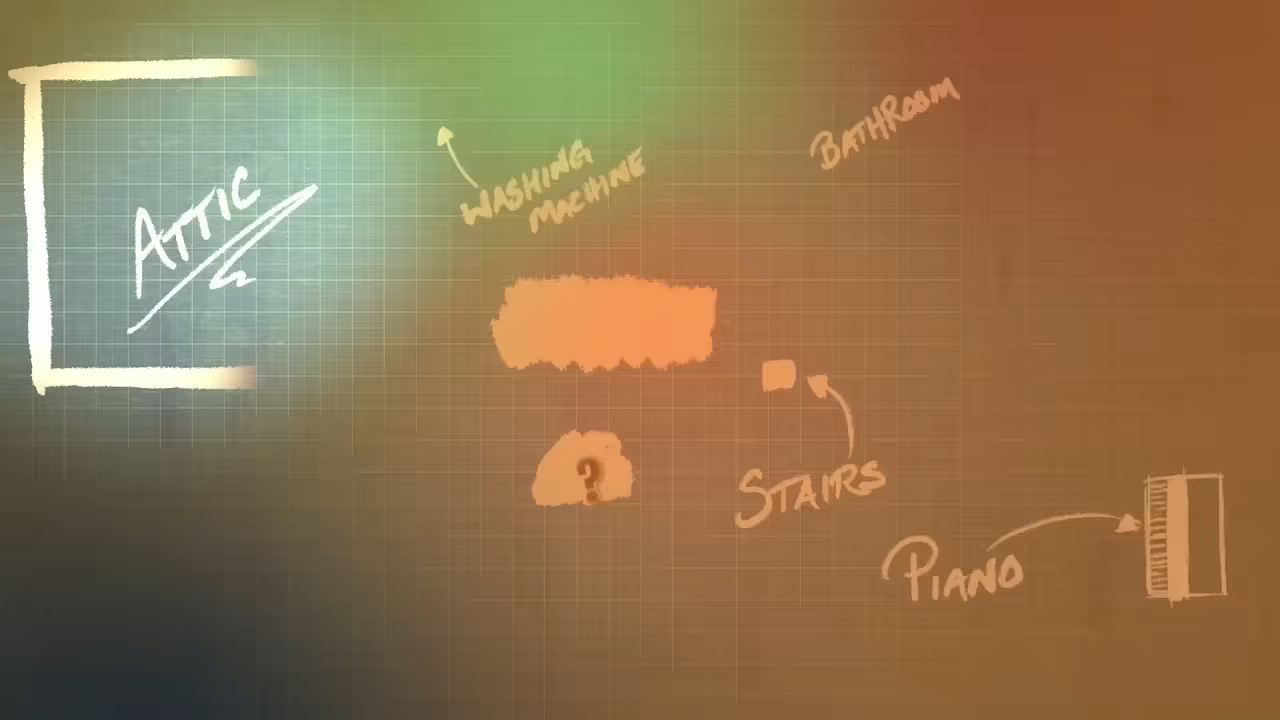 ATTIC
WASHING
MACHINE
BATHROOM
?
STAIRS
PIANO